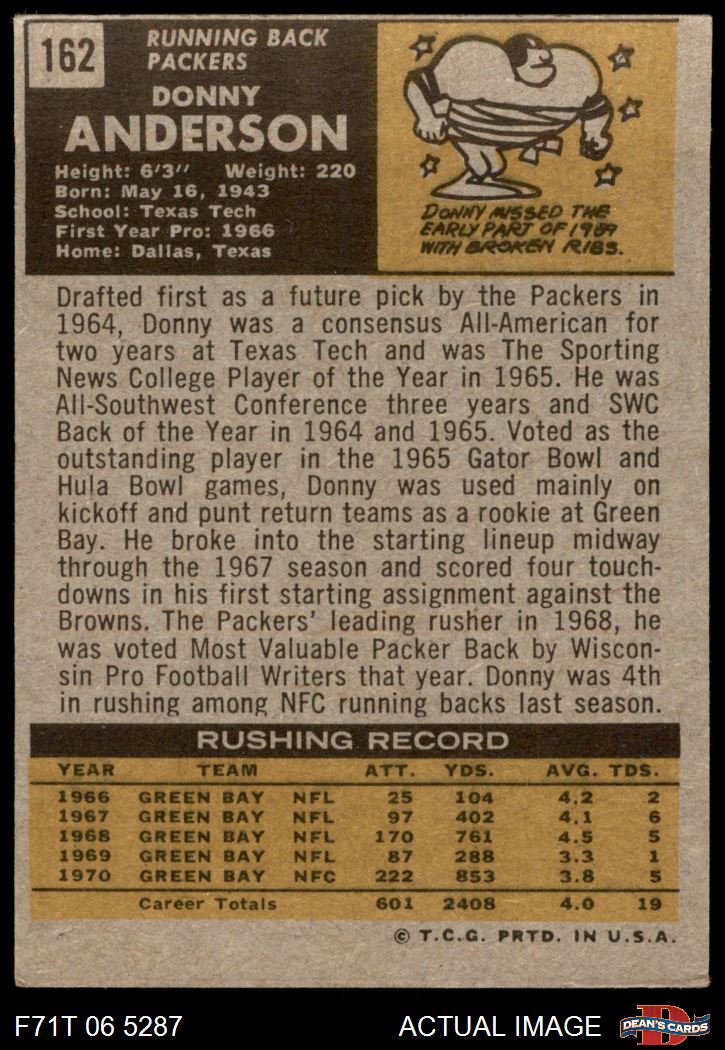 162
RUNNING BACK
PACKERS
DONNY
ANDERSON
Height: 6'3" Weight: 220
Born: May 16, 1943
School: Texas Tech
First Year Pro: 1966
Home: Dallas, Texas
DONNY MISSED THE
EARLY PART OF 1969
WITH BROKEN RIBS.
Drafted first as a future pick by the Packers in
1964, Donny was a consensus All-American for
two years at Texas Tech and was The Sporting
News College Player of the Year in 1965. He was
All-Southwest Conference three years and SWC
Back of the Year in 1964 and 1965. Voted as the
outstanding player in the 1965 Gator Bowl and
Hula Bowl games, Donny was used mainly on
kickoff and punt return teams as a rookie at Green
Bay. He broke into the starting lineup midway
through the 1967 season and scored four touch-
downs in his first starting assignment against the
Browns. The Packers' leading rusher in 1968, he
was voted Most Valuable Packer Back by Wiscon-
sin Pro Football Writers that year. Donny was 4th
in rushing among NFC running backs last season.
RUSHING RECORD
YEAR TEAM ATT. YDS. AVG. TDS.
1966 GREEN BAY NFL 25 104 4.2 2
1967 GREEN BAY NFL 97 402 4.1 6
1968 GREEN BAY NFL 170 761 4.5 5
1969 GREEN BAY NFL 87 288 3.3 1
1970 GREEN BAY NFC 222 853 3.8 5
Career Totals 601 2408 4.0 19
© T.C.G. PRTD. IN U.S.A.
F71T 06 5287 ACTUAL IMAGE
D
DEAN'S CARDS